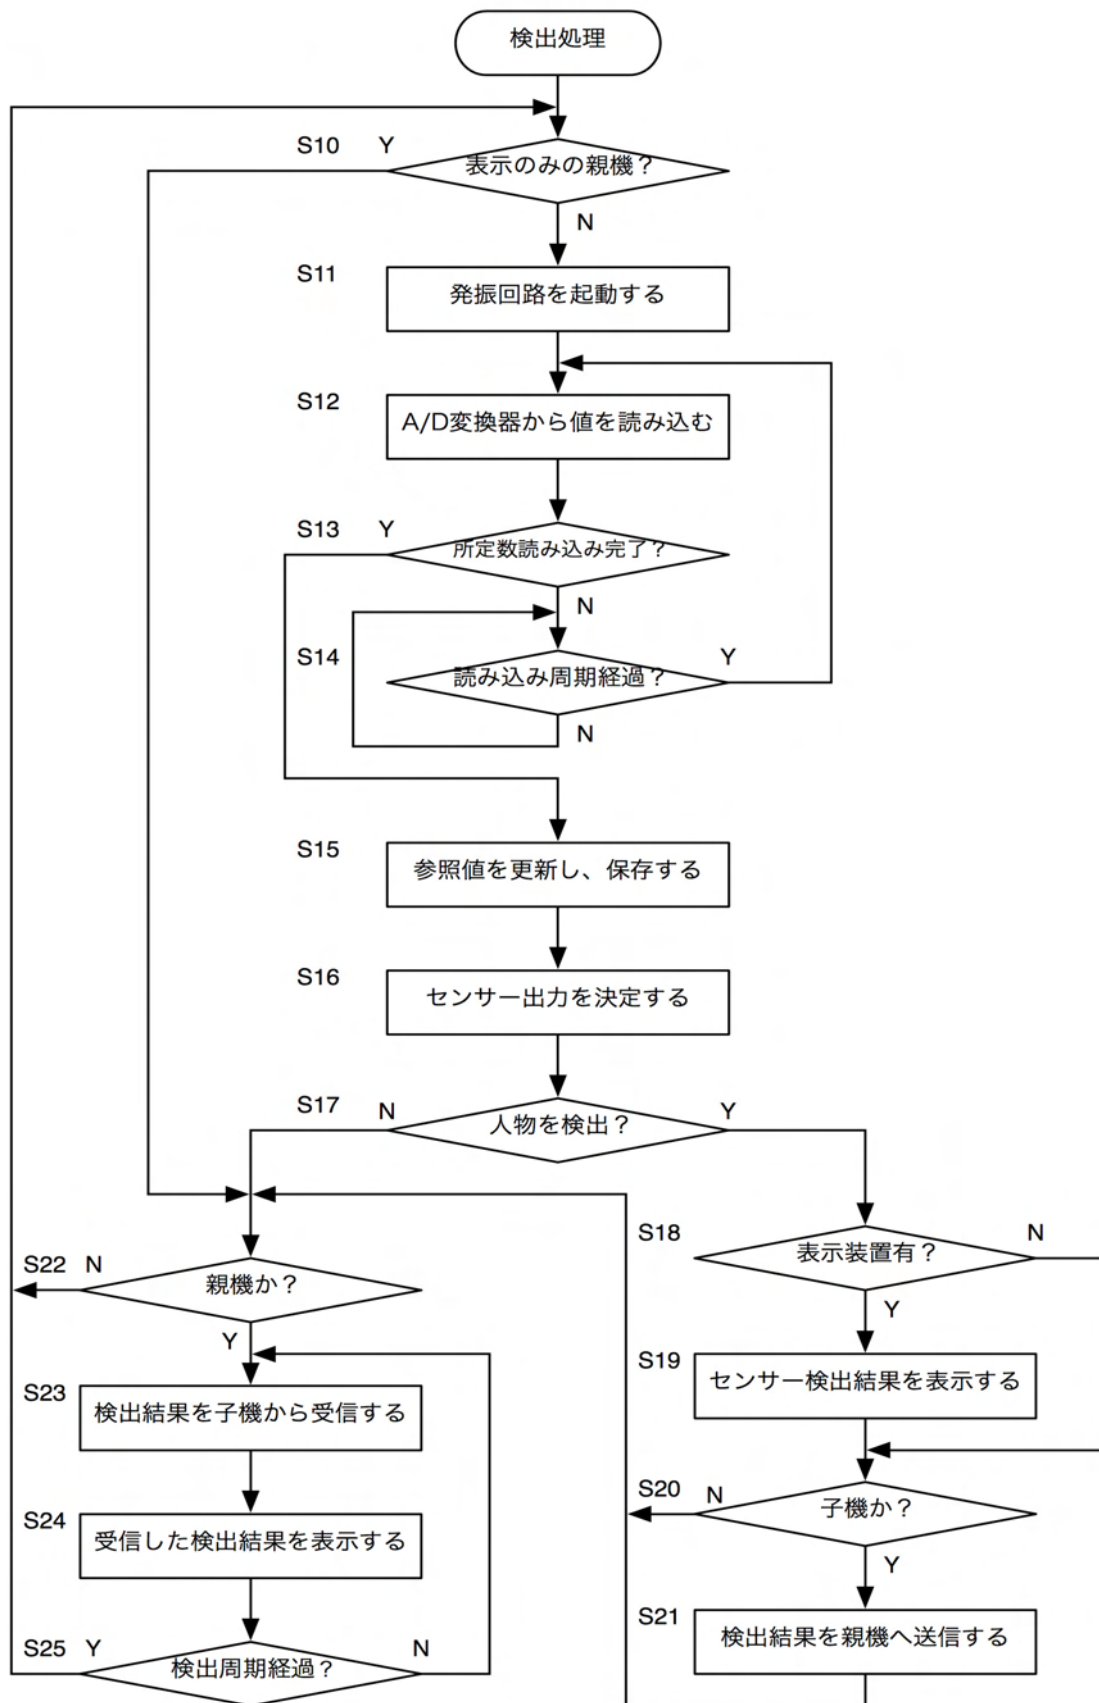 検出処理
S10 Y
表示のみの親機？
N
S11
発振回路を起動する
S12
A/D変換器から値を読み込む
S13 Y
所定数読み込み完了？
N
S14
読み込み周期経過？
Y
N
S15
参照値を更新し、保存する
S16
センサー出力を決定する
S17 N
人物を検出？
Y
S18
表示装置有？
N
Y
S19
センサー検出結果を表示する
S20 N
子機か？
Y
S21
検出結果を親機へ送信する
S22 N
親機か？
Y
S23
検出結果を子機から受信する
S24
受信した検出結果を表示する
S25 Y
検出周期経過？
N